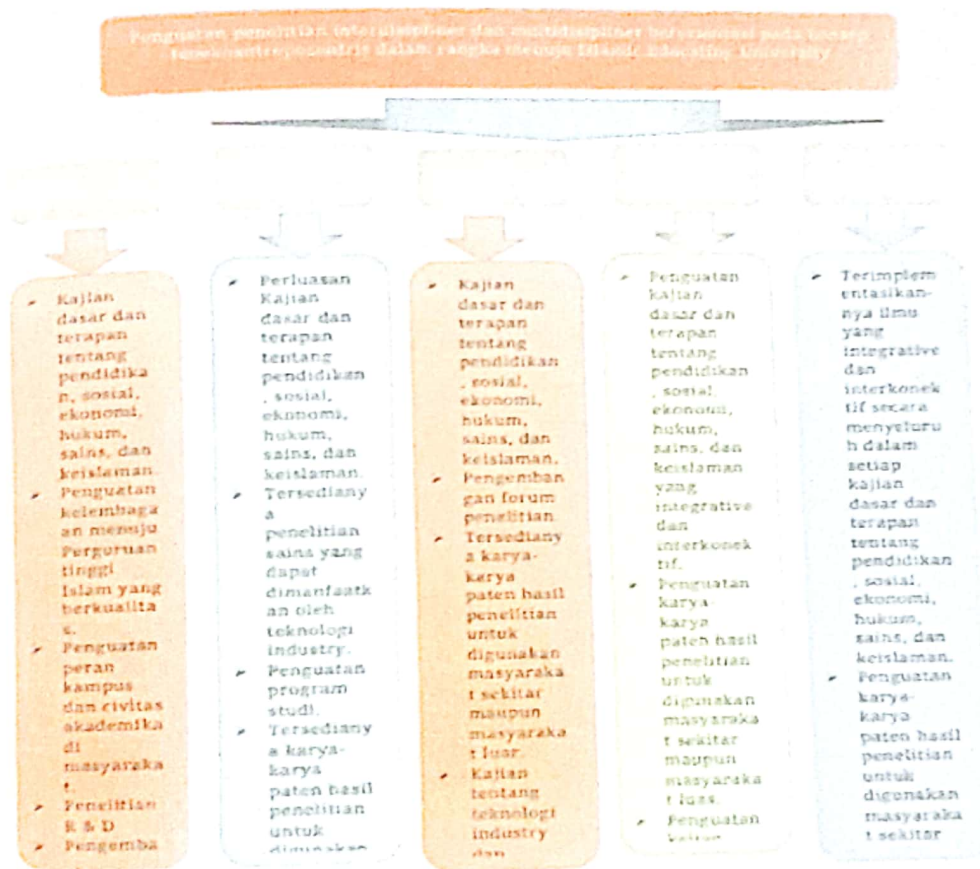 Penguatan penelitian interdisipliner dan multidisipliner berorientasi pada konsep
dalam rangka menuju Islamic Education University
➢ Kajian
dasar dan
terapan
tentang
pendidika
n, sosial,
ekonomi,
hukum,
sains, dan
keislaman.
➢ Penguatan
kelembaga
an menuju
Perguruan
tinggi
Islam yang
berkualita
s.
➢ Penguatan
peran
kampus
dan civitas
akademika
di
masyaraka
t.
➢ Penelitian
R & D
➢ Pengemba
➢ Perluasan
Kajian
dasar dan
terapan
tentang
pendidikan
, sosial,
ekonomi,
hukum,
sains, dan
keislaman.
➢ Tersediany
a
penelitian
sains yang
dapat
dimanfaatk
an oleh
teknologi
industry.
➢ Penguatan
program
studi.
➢ Tersediany
a karya-
karya
paten hasil
penelitian
untuk
digunakan
➢ Kajian
dasar dan
terapan
tentang
pendidikan
, sosial,
ekonomi,
hukum,
sains, dan
keislaman.
➢ Pengemban
gan forum
penelitian.
➢ Tersediany
a karya-
karya
paten hasil
penelitian
untuk
digunakan
masyaraka
t sekitar
maupun
masyaraka
t luar.
➢ Kajian
tentang
teknologi
industry
dan
➢ Penguatan
kajian
dasar dan
terapan
tentang
pendidikan
, sosial,
ekonomi,
hukum,
sains, dan
keislaman
yang
integrative
dan
interkonek
tif.
➢ Penguatan
karya
karya
paten hasil
penelitian
untuk
digunakan
masyaraka
t sekitar
maupun
masyaraka
t luas.
➢ Penguatan
➢ Terimplem
entasikan-
nya ilmu
yang
integrative
dan
interkonek
tif secara
menyeluru
h dalam
setiap
kajian
dasar dan
terapan
tentang
pendidikan
, sosial,
ekonomi,
hukum,
sains, dan
keislaman.
➢ Penguatan
karya-
karya
paten hasil
penelitian
untuk
digunakan
masyaraka
t sekitar